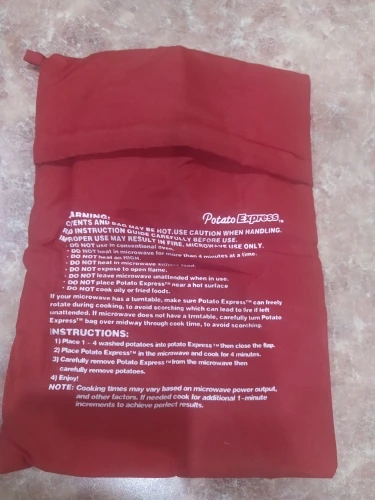 WARNING:
Potato Express™
CONTENTS AND BAG MAY BE HOT. USE CAUTION WHEN HANDLING.
READ INSTRUCTION GUIDE CAREFULLY BEFORE USE.
IMPROPER USE MAY RESULT IN FIRE. MICROWAVE USE ONLY.
• DO NOT use in conventional oven.
• DO NOT heat in microwave for more than 4 minutes at a time.
• DO NOT heat on HIGH
• DO NOT heat in microwave
• DO NOT expose to open flame.
• DO NOT leave microwave unattended when in use.
• DO NOT place Potato Express™ near a hot surface
• DO NOT cook oily or fried foods.
If your microwave has a turntable, make sure Potato Express™ can freely
rotate during cooking, to avoid scorching which can lead to fire if left
unattended. If microwave does not have a turntable, carefully turn Potato
Express™ bag over midway through cook time, to avoid scorching.
INSTRUCTIONS:
1) Place 1 - 4 washed potatoes into potato Express™ then close the flap.
2) Place Potato Express™ in the microwave and cook for 4 minutes.
3) Carefully remove Potato Express™ from the microwave then
carefully remove potatoes.
4) Enjoy!
NOTE: Cooking times may vary based on microwave power output,
and other factors. If needed cook for additional 1-minute
increments to achieve perfect results.